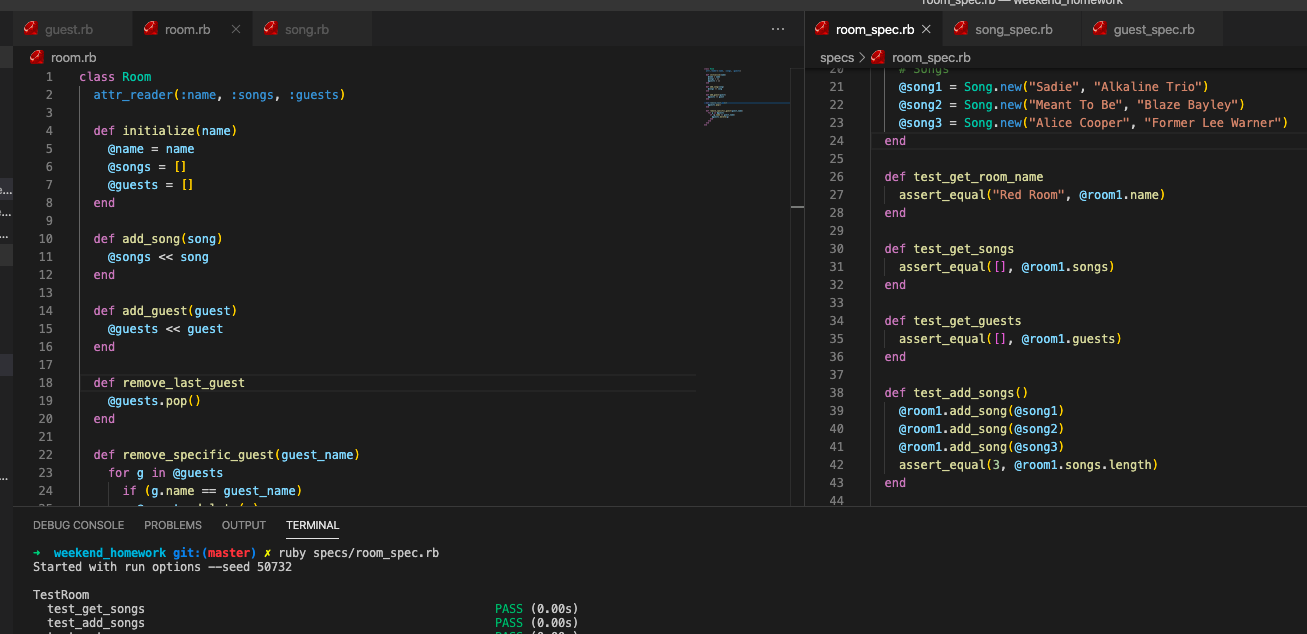 room_spec.rb — weekend_homework
guest.rb
room.rb
song.rb
room_spec.rb
song_spec.rb
guest_spec.rb
room.rb
1 class Room
2 attr_reader(:name, :songs, :guests)
3
4 def initialize(name)
5 @name = name
6 @songs = []
7 @guests = []
8 end
9
10 def add_song(song)
11 @songs << song
12 end
13
14 def add_guest(guest)
15 @guests << guest
16 end
17
18 def remove_last_guest
19 @guests.pop()
20 end
21
22 def remove_specific_guest(guest_name)
23 for g in @guests
24 if (g.name == guest_name)
specs > room_spec.rb
20 # Songs
21 @song1 = Song.new("Sadie", "Alkaline Trio")
22 @song2 = Song.new("Meant To Be", "Blaze Bayley")
23 @song3 = Song.new("Alice Cooper", "Former Lee Warner")
24 end
25
26 def test_get_room_name
27 assert_equal("Red Room", @room1.name)
28 end
29
30 def test_get_songs
31 assert_equal([], @room1.songs)
32 end
33
34 def test_get_guests
35 assert_equal([], @room1.guests)
36 end
37
38 def test_add_songs()
39 @room1.add_song(@song1)
40 @room1.add_song(@song2)
41 @room1.add_song(@song3)
42 assert_equal(3, @room1.songs.length)
43 end
44
DEBUG CONSOLE PROBLEMS OUTPUT TERMINAL
→ weekend_homework git:(master) ✗ ruby specs/room_spec.rb
Started with run options --seed 50732
TestRoom
test_get_songs PASS (0.00s)
test_add_songs PASS (0.00s)